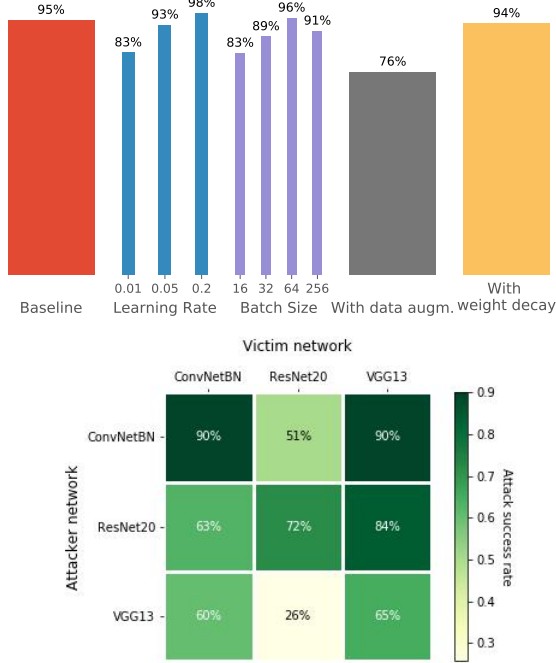 95% 83% 93% 98% 83% 89% 96% 91% 76% 94%
0.01 0.05 0.2 16 32 64 256
Baseline Learning Rate Batch Size With data augm. With weight decay
Victim network
ConvNetBN ResNet20 VGG13
Attacker network
ConvNetBN 90% 51% 90%
ResNet20 63% 72% 84%
VGG13 60% 26% 65%
0.9
0.8
0.7
0.6
0.5
0.4
0.3
Attack success rate